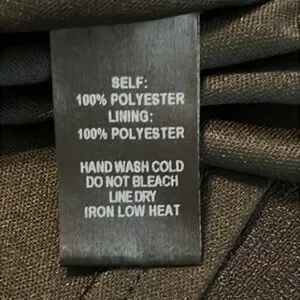 SELF:
100% POLYESTER
LINING:
100% POLYESTER
HAND WASH COLD
DO NOT BLEACH
LINE DRY
IRON LOW HEAT